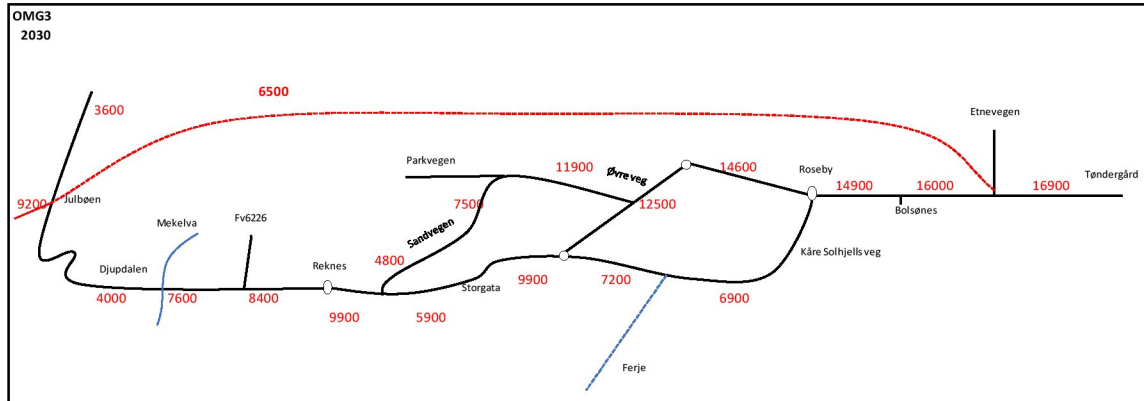 OMG3
2030
6500
3600
Etnevegen
Parkvegen
11900
Øvre veg
14600
Roseby
14900
16000
16900
Tøndergård
9200
Julbøen
7500
12500
Bolsønes
Mekelva
Fv6226
Sandvegen
Kåre Solhjells veg
Djupdalen
Reknes
4800
Storgata
9900
7200
6900
4000
7600
8400
9900
5900
Ferje